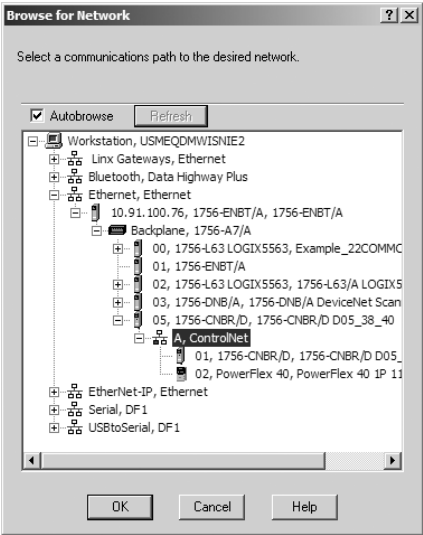 Browse for Network
Select a communications path to the desired network.
Autobrowse Refresh
Workstation, USMEQDMWISNIE2
Linx Gateways, Ethernet
Bluetooth, Data Highway Plus
Ethernet, Ethernet
10.91.100.76, 1756-ENBT/A, 1756-ENBT/A
Backplane, 1756-A7/A
00, 1756-L63 LOGIX5563, Example_22COMMC
01, 1756-ENBT/A
02, 1756-L63 LOGIX5563, 1756-L63/A LOGIX5
03, 1756-DNB/A, 1756-DNB/A DeviceNet Scan
05, 1756-CNBR/D, 1756-CNBR/D D05_38_40
A, ControlNet
01, 1756-CNBR/D, 1756-CNBR/D D05_
02, PowerFlex 40, PowerFlex 40 1P 11
EtherNet-IP, Ethernet
Serial, DF1
USBtoSerial, DF1
OK Cancel Help